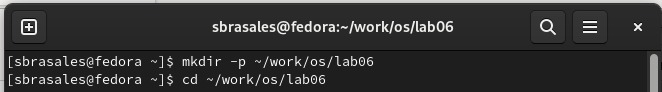 sbrasales@fedora:~/work/os/lab06
[sbrasales@fedora ~]$ mkdir -p ~/work/os/lab06
[sbrasales@fedora ~]$ cd ~/work/os/lab06